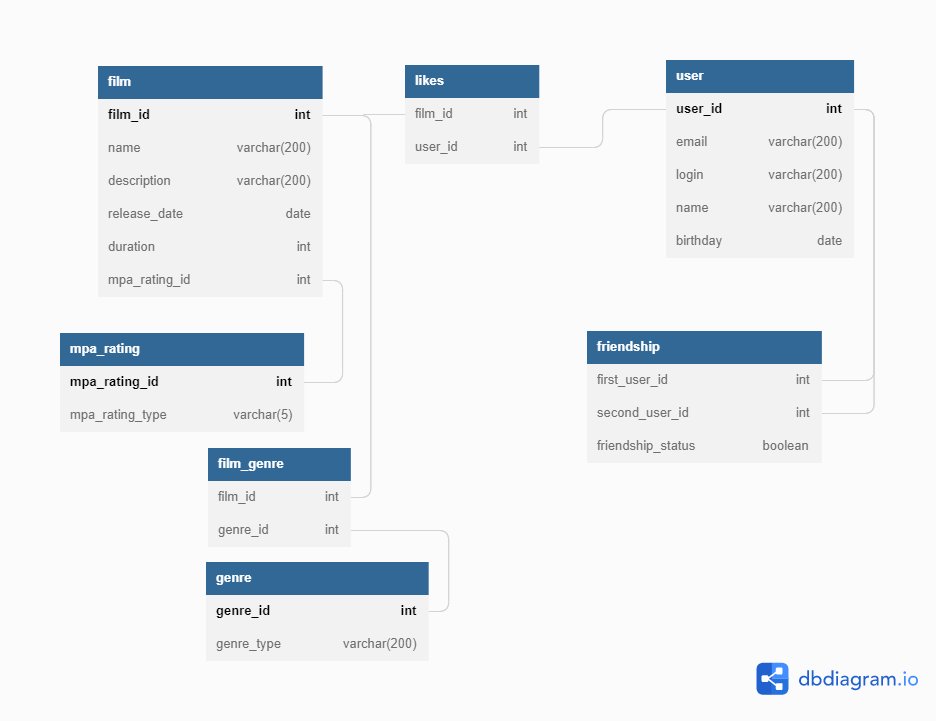 film
film_id int
name varchar(200)
description varchar(200)
release_date date
duration int
mpa_rating_id int
likes
film_id int
user_id int
user
user_id int
email varchar(200)
login varchar(200)
name varchar(200)
birthday date
mpa_rating
mpa_rating_id int
mpa_rating_type varchar(5)
friendship
first_user_id int
second_user_id int
friendship_status boolean
film_genre
film_id int
genre_id int
genre
genre_id int
genre_type varchar(200)
dbdiagram.io